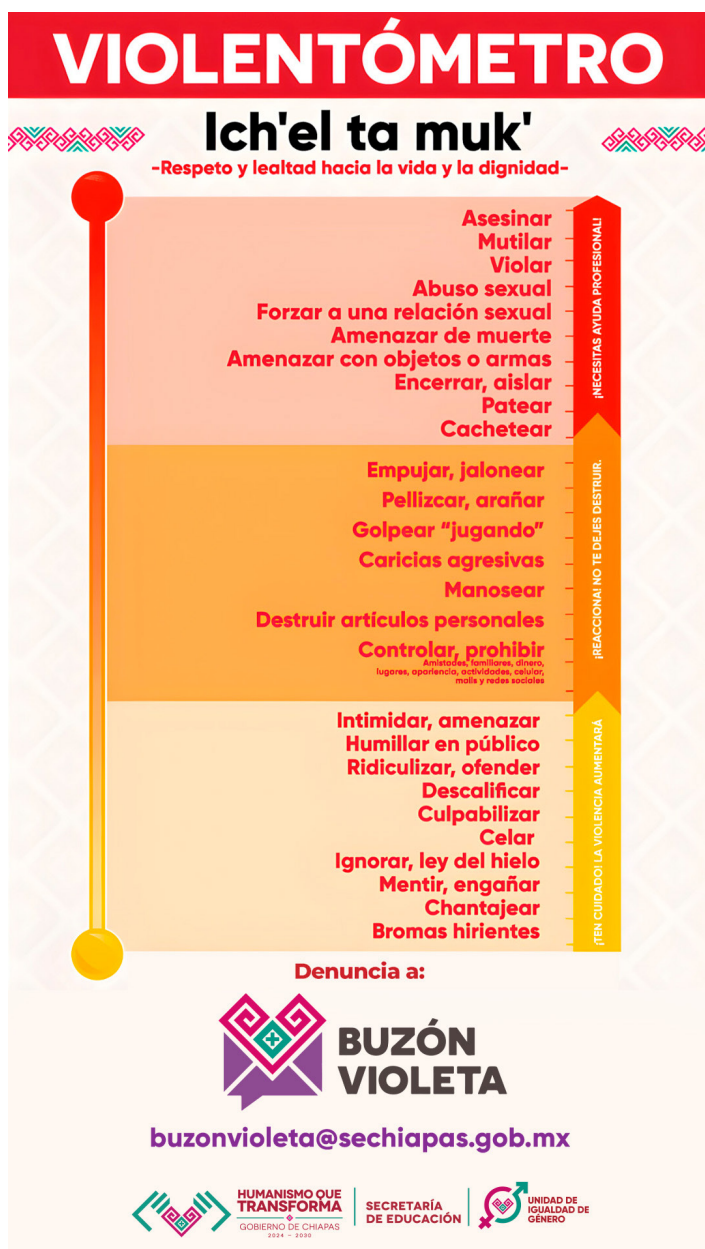 VIOLENTÓMETRO
Ich'el ta muk'
-Respeto y lealtad hacia la vida y la dignidad-
Asesinar
Mutilar
Violar
Abuso sexual
Forzar a una relación sexual
Amenazar de muerte
Amenazar con objetos o armas
Encerrar, aislar
Patear
Cachetear
¡NECESITAS AYUDA PROFESIONAL!
Empujar, jalonear
Pellizcar, arañar
Golpear “jugando”
Caricias agresivas
Manosear
Destruir artículos personales
Controlar, prohibir
Amistades, familiares, dinero,
lugares, apariencia, actividades, celular,
mails y redes sociales
¡REACCIONA! NO TE DEJES DESTRUIR.
Intimidar, amenazar
Humillar en público
Ridiculizar, ofender
Descalificar
Culpabilizar
Celar
Ignorar, ley del hielo
Mentir, engañar
Chantajear
Bromas hirientes
¡TEN CUIDADO! LA VIOLENCIA AUMENTARÁ
Denuncia a:
BUZÓN
VIOLETA
buzonvioleta@sechiapas.gob.mx
HUMANISMO QUE
TRANSFORMA
GOBIERNO DE CHIAPAS
2024 - 2030
SECRETARÍA
DE EDUCACIÓN
UNIDAD DE
IGUALDAD DE
GÉNERO